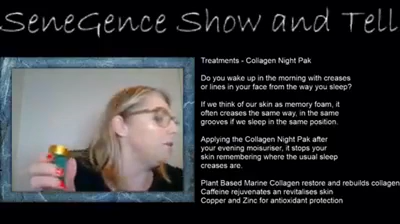 SeneGence Show and Tell
Treatments - Collagen Night Pak
Do you wake up in the morning with creases
or lines in your face from the way you sleep?
If we think of our skin as memory foam, it
often creases the same way, in the same
grooves if we sleep in the same position.
Applying the Collagen Night Pak after
your evening mosuriser, it stops your
skin remembering where the usual sleep
creases are.
Plant Based Marine Collagen restore and rebuilds collagen
Caffeine rejuvenates an revitalises skin
Copper and Zinc for antioxidant protection